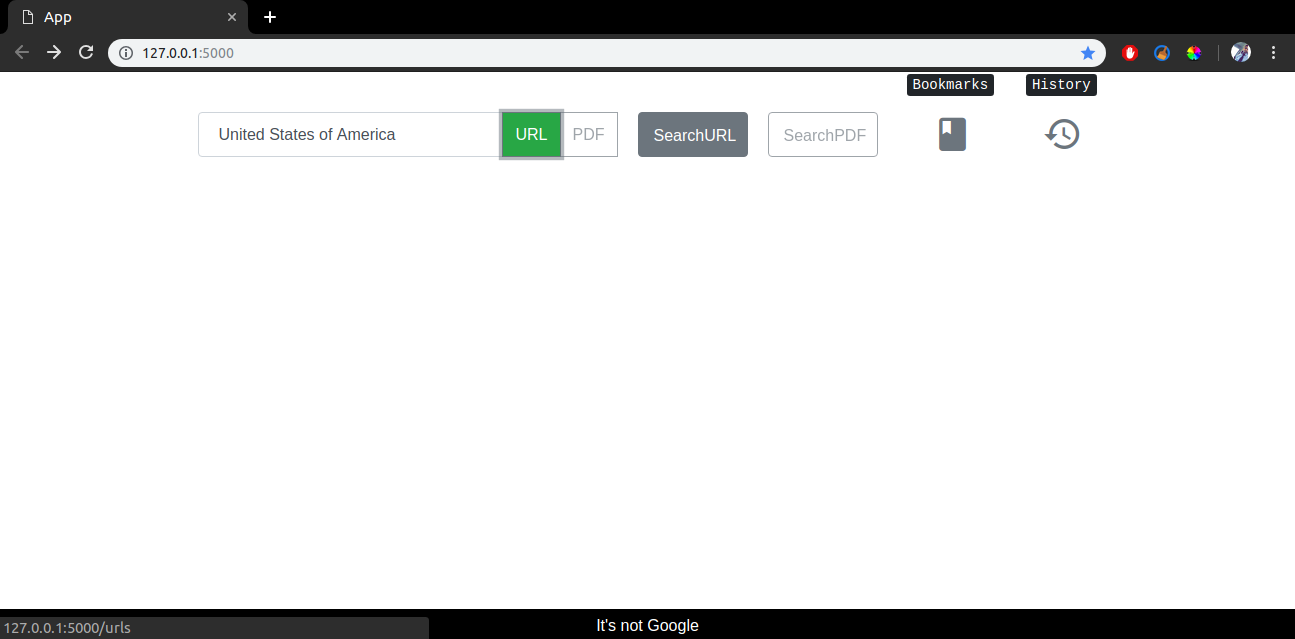 App
127.0.0.1:5000
Bookmarks
History
United States of America
URL
PDF
SearchURL
SearchPDF
127.0.0.1:5000/urls
It's not Google